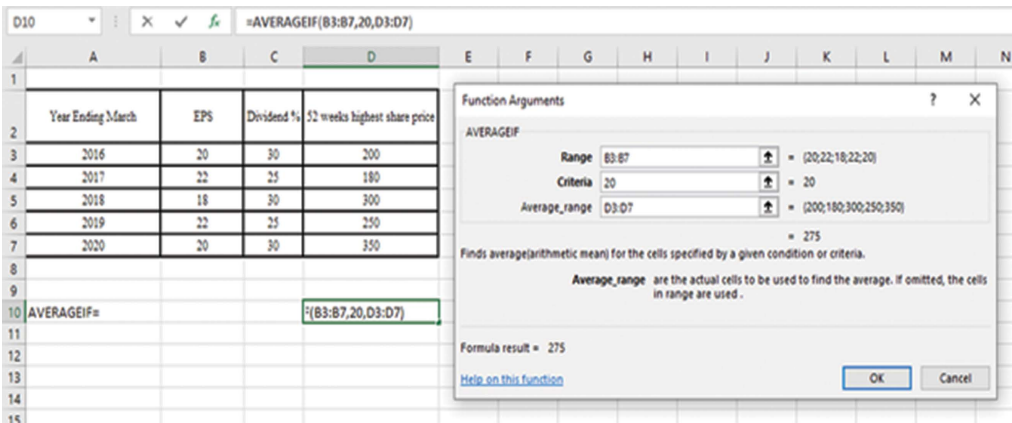 D10 =AVERAGEIF(B3:B7,20,D3:D7)
A B C D E F G H I J K L M N
1
2 Year Ending March EPS Dividend % 52 weeks highest share price
3 2016 20 30 200
4 2017 22 25 180
5 2018 18 30 300
6 2019 22 25 250
7 2020 20 30 350
8
9
10 AVERAGEIF= =(B3:B7,20,D3:D7)
11
12
13
14
15
Function Arguments ? ×
AVERAGEIF
Range B3:B7 = {20;22;18;22;20}
Criteria 20 = 20
Average_range D3:D7 = {200;180;300;250;350}
= 275
Finds average(arithmetic mean) for the cells specified by a given condition or criteria.
Average_range are the actual cells to be used to find the average. If omitted, the cells
in range are used .
Formula result = 275
Help on this function
OK Cancel